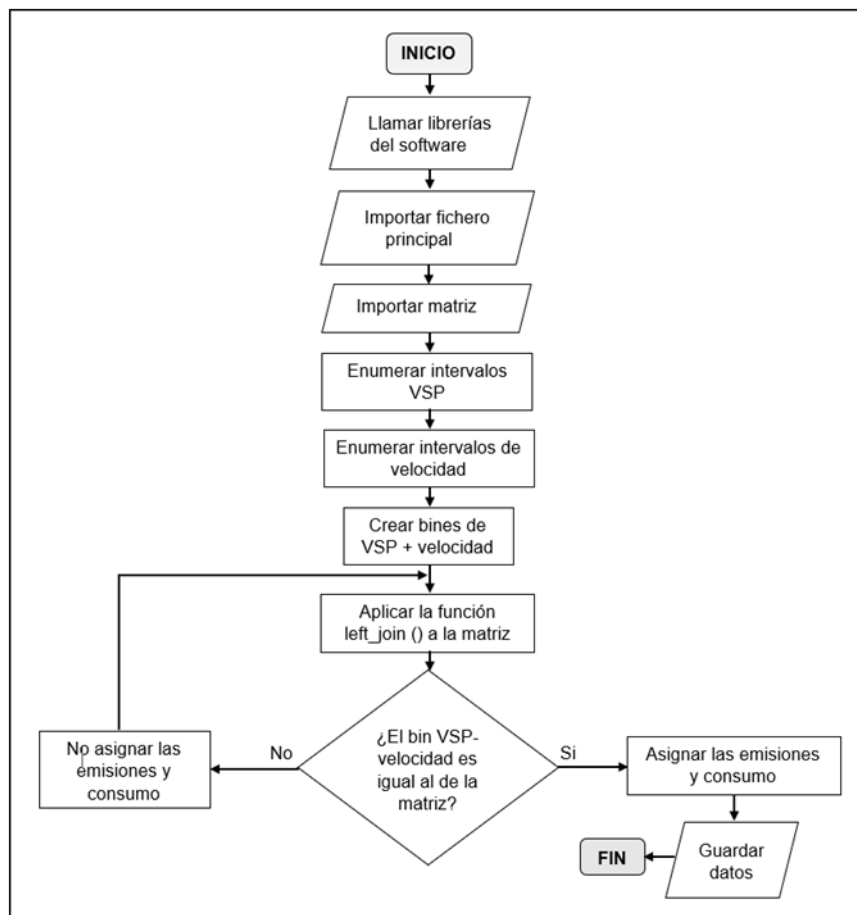 INICIO
Llamar librerías
del software
Importar fichero
principal
Importar matriz
Enumerar intervalos
VSP
Enumerar intervalos de
velocidad
Crear bines de
VSP + velocidad
Aplicar la función
left_join () a la matriz
¿El bin VSP-
velocidad es
igual al de la
matriz?
No
No asignar las
emisiones y
consumo
Si
Asignar las emisiones
y consumo
Guardar
datos
FIN